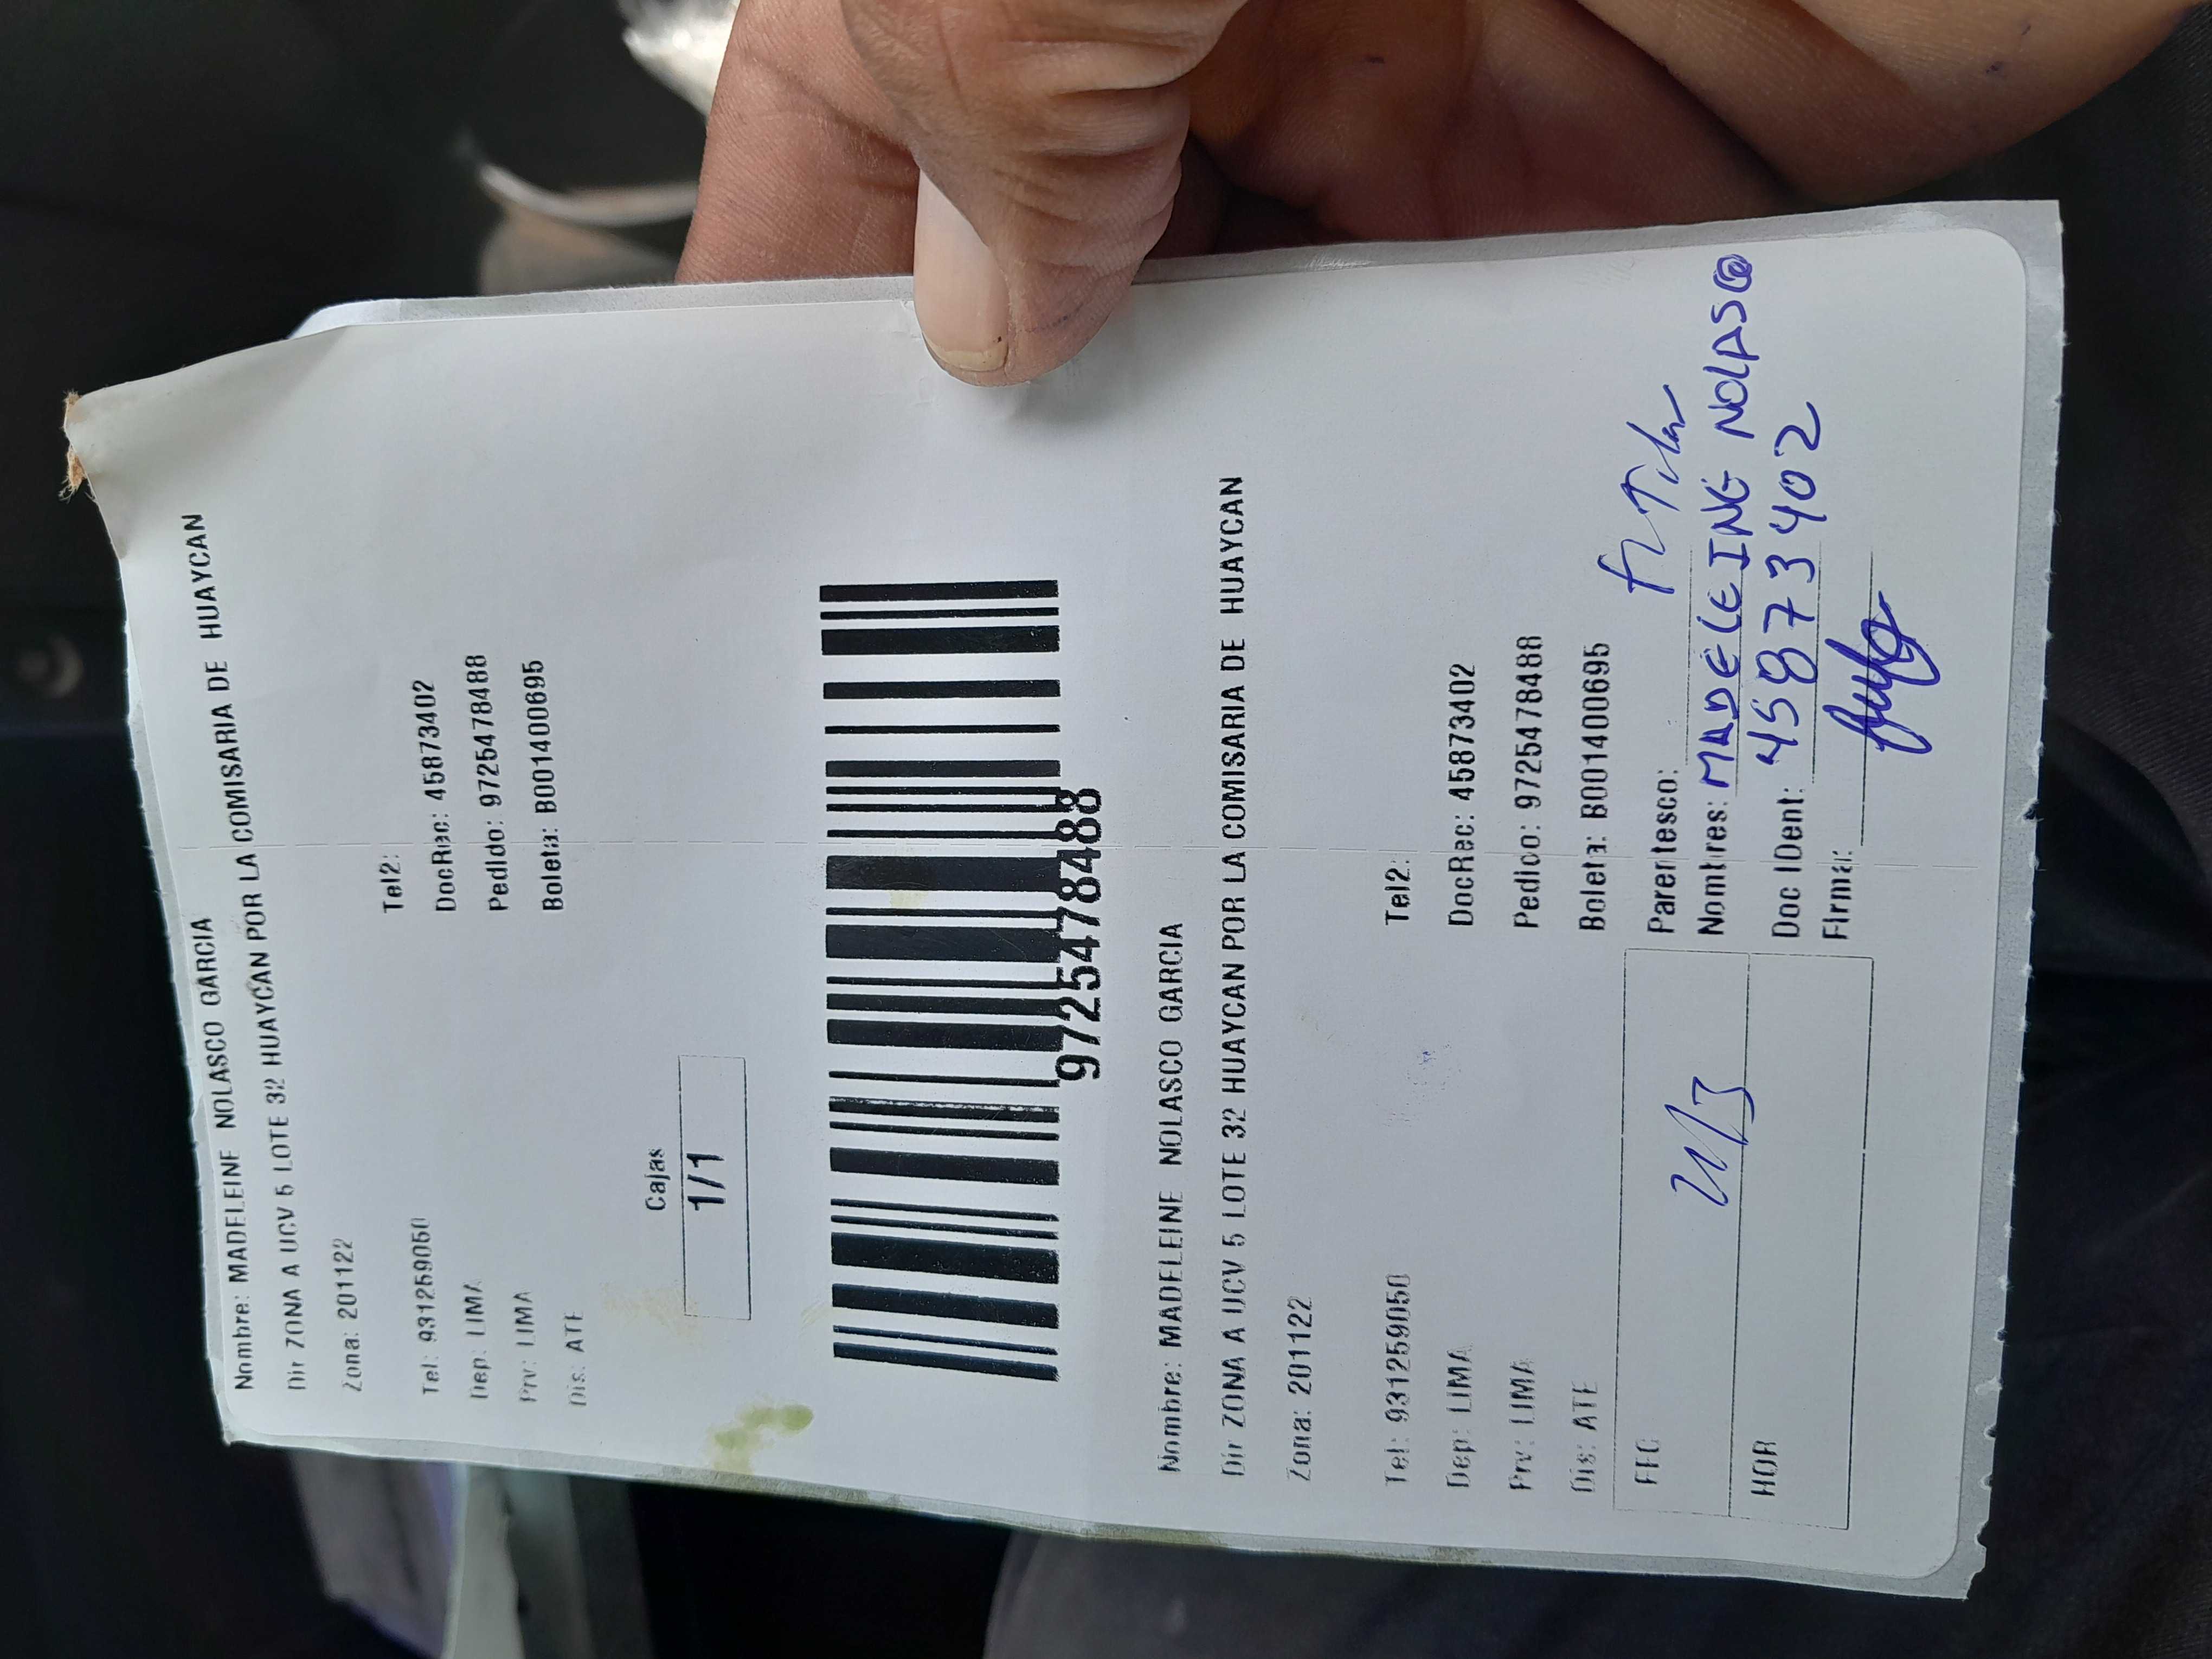 Nombre: MADELEINE NOLASCO GARCIA
Dir ZONA A UCV 5 LOTE 32 HUAYCAN POR LA COMISARIA DE HUAYCAN
Zona: 201122
Tel: 931259050 Tel2:
Dep: LIMA DocRec: 45873402
Prv: LIMA Pedido: 9725478488
Dis: ATE Boleta: B001400695
Cajas
1/1
9725478488
Nombre: MADELEINE NOLASCO GARCIA
Dir ZONA A UCV 5 LOTE 32 HUAYCAN POR LA COMISARIA DE HUAYCAN
Zona: 201122
Tel: 931259050 Tel2:
Dep: LIMA DocRec: 45873402
Prv: LIMA Pedido: 9725478488
Dis: ATE Boleta: B001400695
FEC Parentesco:
Nombres: MADELEING NOLASCO
HOR Doc IDent: 45873402
Firma: